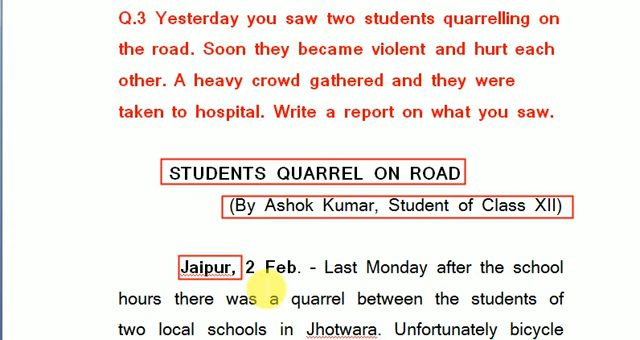 Q.3 Yesterday you saw two students quarrelling on
the road. Soon they became violent and hurt each
other. A heavy crowd gathered and they were
taken to hospital. Write a report on what you saw.
STUDENTS QUARREL ON ROAD
(By Ashok Kumar, Student of Class XII)
Jaipur, 2 Feb. - Last Monday after the school
hours there was a quarrel between the students of
two local schools in Jhotwara. Unfortunately bicycle